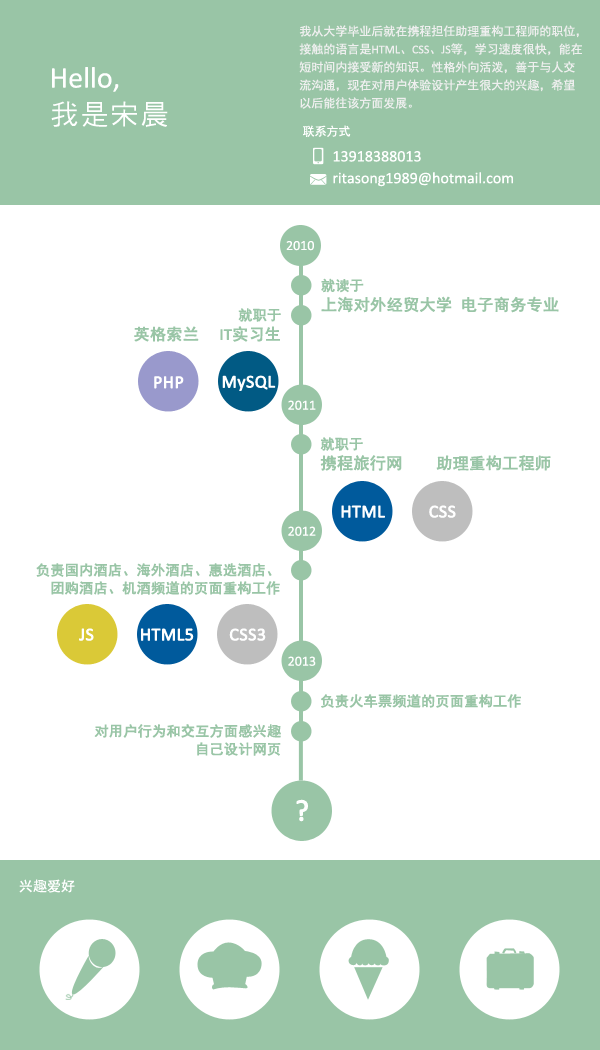 Hello,
我是宋晨
我从大学毕业后就在携程担任助理重构工程师的职位，
接触的语言是HTML、CSS、JS等，学习速度很快，能在
短时间内接受新的知识。性格外向活泼，善于与人交
流沟通，现在对用户体验设计产生很大的兴趣，希望
以后能往该方面发展。
联系方式
13918388013
ritasong1989@hotmail.com
2010
就读于
上海对外经贸大学 电子商务专业
就职于
英格索兰 IT实习生
PHP MySQL
2011
就职于
携程旅行网 助理重构工程师
HTML CSS
2012
负责国内酒店、海外酒店、惠选酒店、
团购酒店、机酒频道的页面重构工作
JS HTML5 CSS3
2013
负责火车票频道的页面重构工作
对用户行为和交互方面感兴趣
自己设计网页
?
兴趣爱好